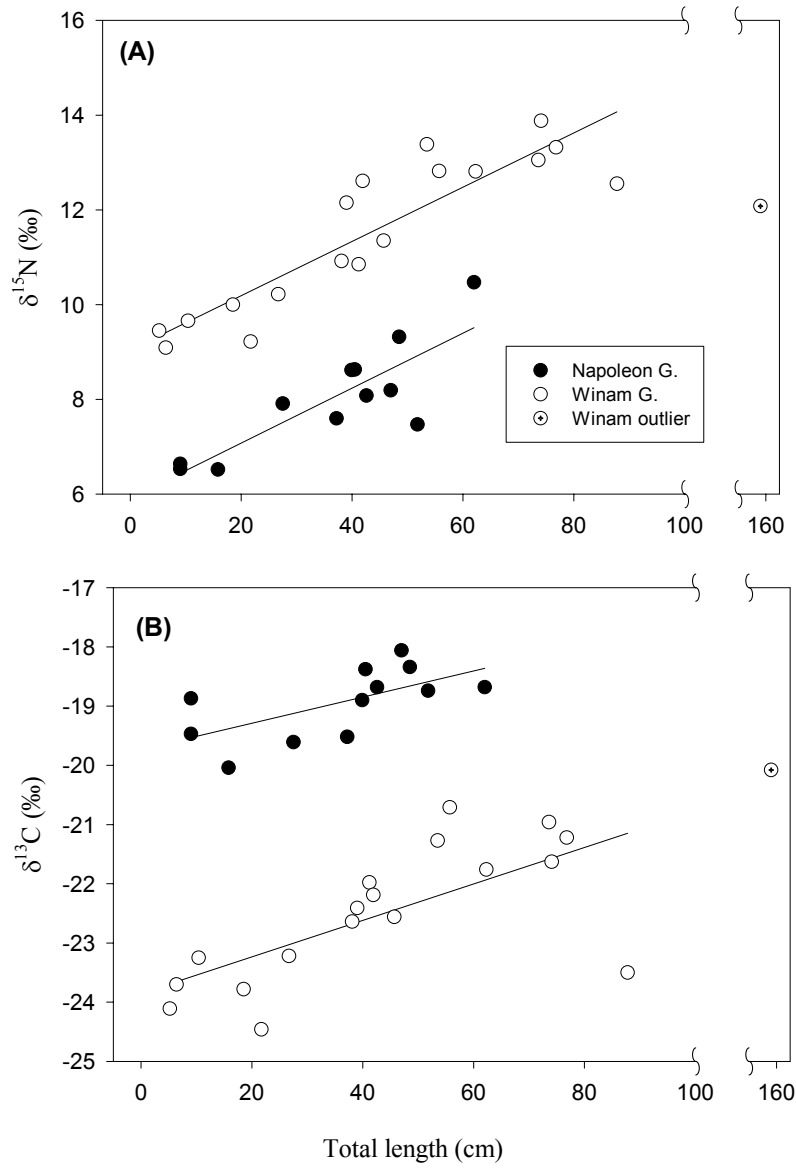 16
14
12
10
8
6
(A)
δ¹⁵N (‰)
Napoleon G.
Winam G.
Winam outlier
0 20 40 60 80 100 160
-17
-18
-19
-20
-21
-22
-23
-24
-25
(B)
δ¹³C (‰)
0 20 40 60 80 100 160
Total length (cm)